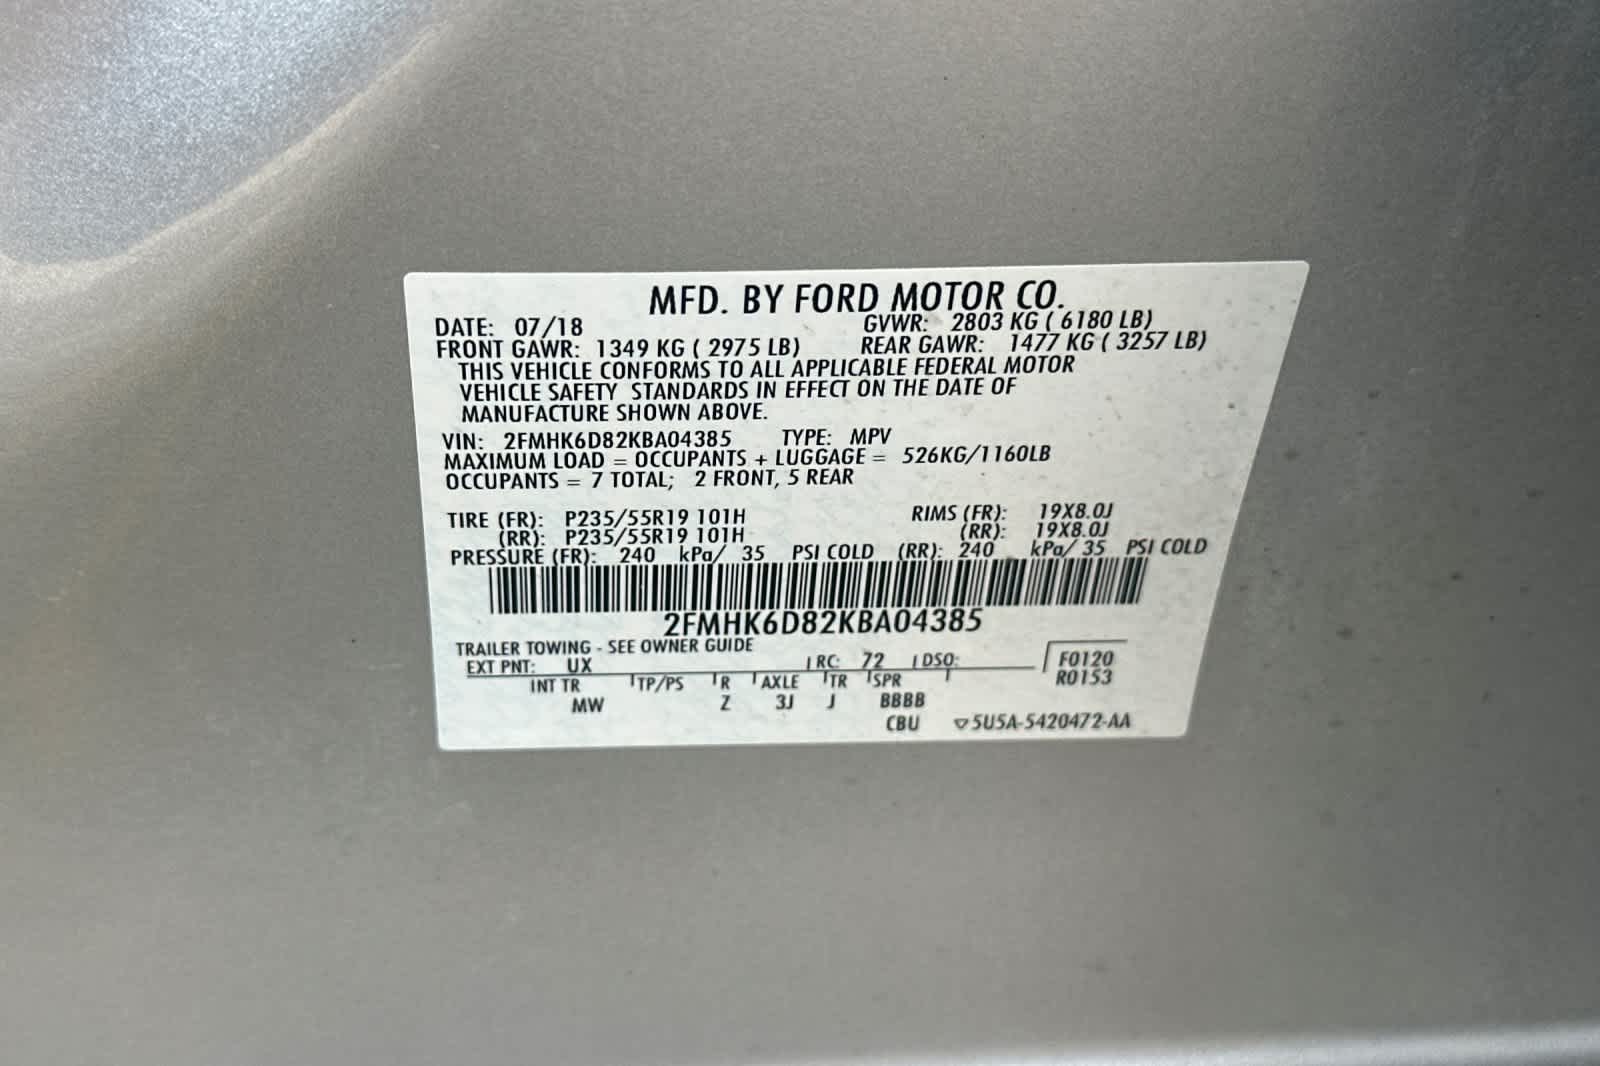 MFD. BY FORD MOTOR CO.
DATE: 07/18 GVWR: 2803 KG ( 6180 LB)
FRONT GAWR: 1349 KG ( 2975 LB) REAR GAWR: 1477 KG ( 3257 LB)
THIS VEHICLE CONFORMS TO ALL APPLICABLE FEDERAL MOTOR
VEHICLE SAFETY STANDARDS IN EFFECT ON THE DATE OF
MANUFACTURE SHOWN ABOVE.
VIN: 2FMHK6D82KBA04385 TYPE: MPV
MAXIMUM LOAD = OCCUPANTS + LUGGAGE = 526KG/1160LB
OCCUPANTS = 7 TOTAL; 2 FRONT, 5 REAR
TIRE (FR): P235/55R19 101H RIMS (FR): 19X8.0J
(RR): P235/55R19 101H (RR): 19X8.0J
PRESSURE (FR): 240 kPa/ 35 PSI COLD (RR): 240 kPa/ 35 PSI COLD
2FMHK6D82KBA04385
TRAILER TOWING - SEE OWNER GUIDE
EXT PNT: UX RC: 72 DSO: F0120
INT TR TP/PS R AXLE TR SPR R0153
MW Z 3J J BBBB
CBU ▽5U5A-5420472-AA